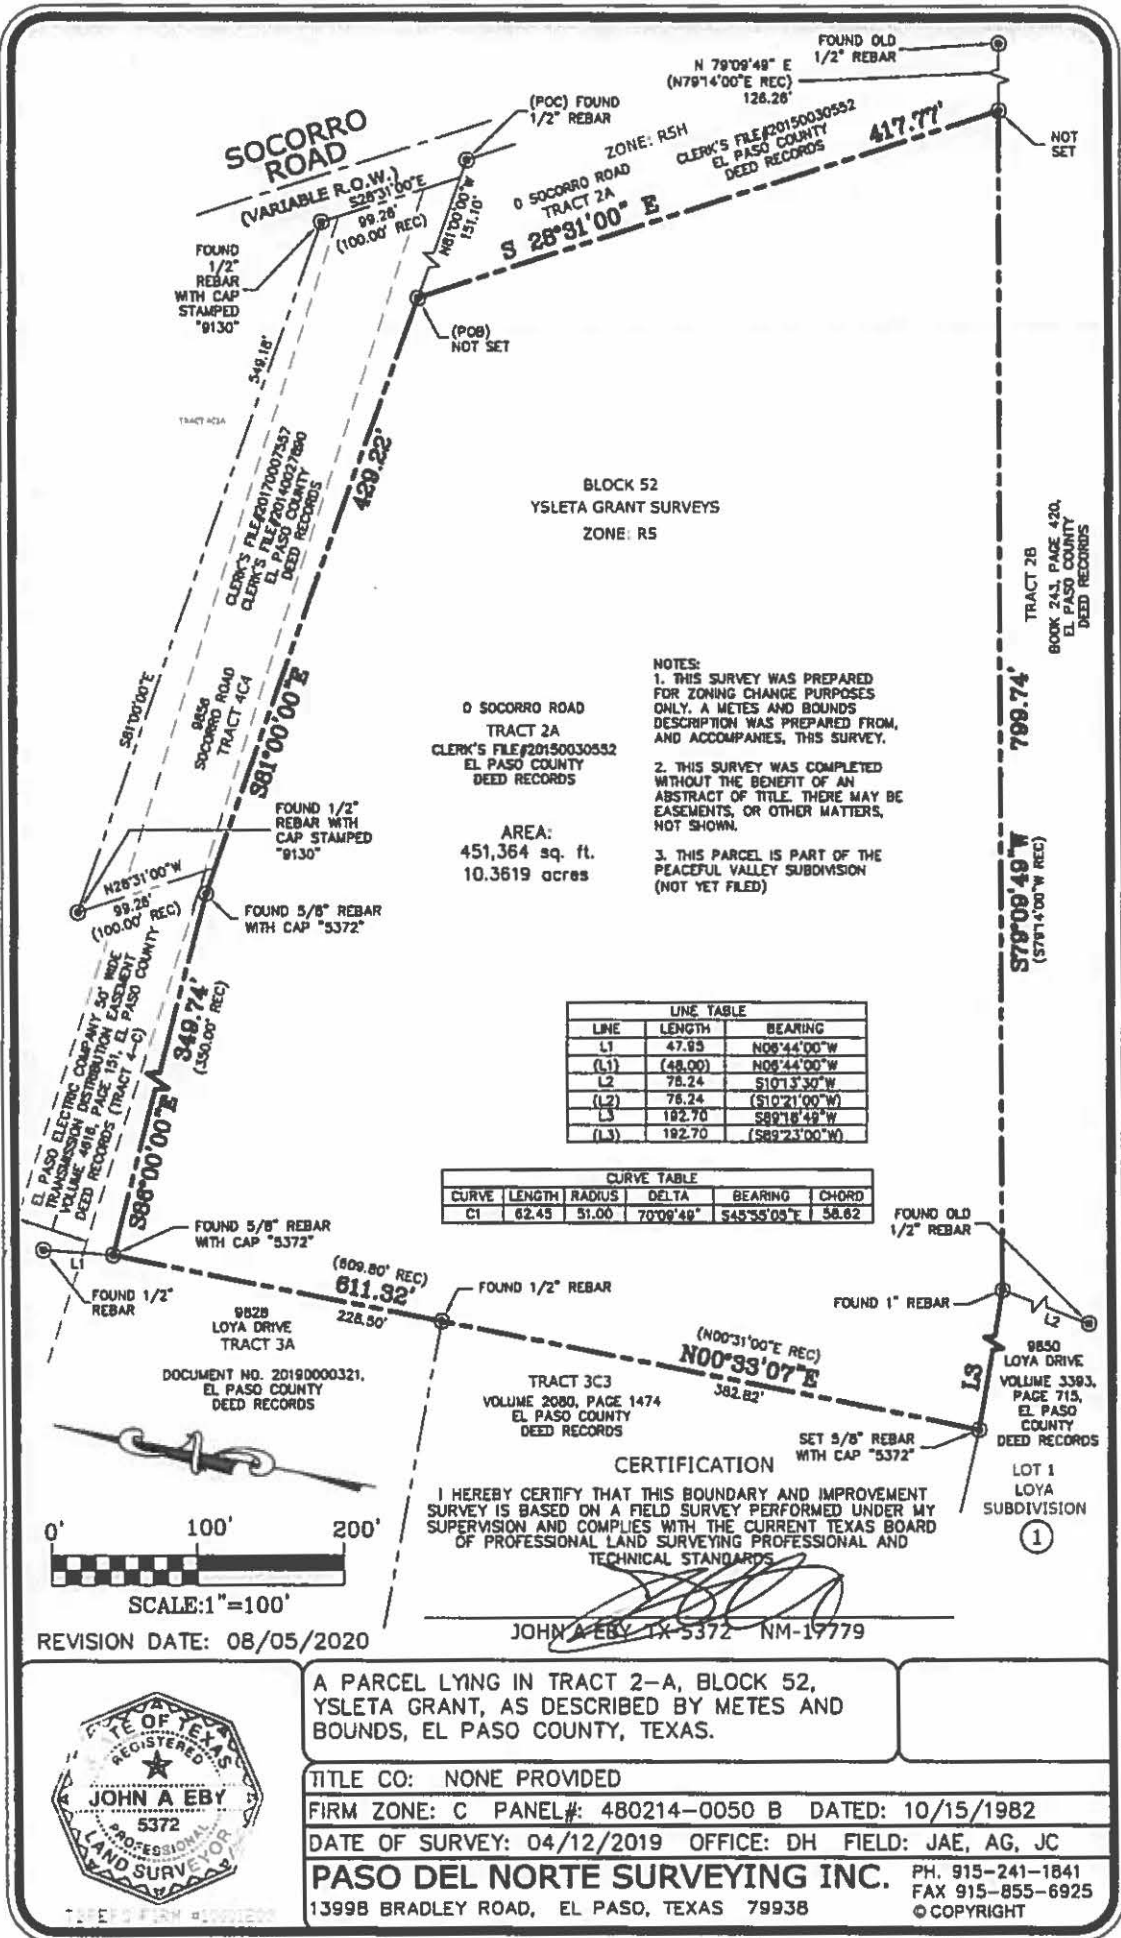 FOUND OLD
1/2" REBAR
N 79°09'49" E
(N79°14'00"E REC)
126.26'
(POC) FOUND
1/2" REBAR
SOCORRO
ROAD
(VARIABLE R.O.W.)
S28°31'00"E
99.28'
(100.00' REC)
N81°00'00"W
151.10'
ZONE: RSH
CLERK'S FILE#20150030552
EL PASO COUNTY
DEED RECORDS
0 SOCORRO ROAD
TRACT 2A
S 28°31'00" E
417.77'
NOT
SET
FOUND
1/2"
REBAR
WITH CAP
STAMPED
"9130"
(POB)
NOT SET
549.16'
S81°00'00"E
CLERK'S FILE#20170007557
CLERK'S FILE#20140027890
EL PASO COUNTY
DEED RECORDS
429.22'
S81°00'00"E
9856
SOCORRO ROAD
TRACT 4C4
BLOCK 52
YSLETA GRANT SURVEYS
ZONE: R5
TRACT 2B
BOOK 243, PAGE 420,
EL PASO COUNTY
DEED RECORDS
799.74'
S79°09'49"W
(S79°14'00"W REC)
0 SOCORRO ROAD
TRACT 2A
CLERK'S FILE#20150030552
EL PASO COUNTY
DEED RECORDS
AREA:
451,364 sq. ft.
10.3619 acres
NOTES:
1. THIS SURVEY WAS PREPARED
FOR ZONING CHANGE PURPOSES
ONLY. A METES AND BOUNDS
DESCRIPTION WAS PREPARED FROM,
AND ACCOMPANIES, THIS SURVEY.
2. THIS SURVEY WAS COMPLETED
WITHOUT THE BENEFIT OF AN
ABSTRACT OF TITLE. THERE MAY BE
EASEMENTS, OR OTHER MATTERS,
NOT SHOWN.
3. THIS PARCEL IS PART OF THE
PEACEFUL VALLEY SUBDIVISION
(NOT YET FILED)
FOUND 1/2"
REBAR WITH
CAP STAMPED
"9130"
N28°31'00"W
99.28'
(100.00' REC)
FOUND 5/8" REBAR
WITH CAP "5372"
EL PASO ELECTRIC COMPANY 50' WIDE
TRANSMISSION DISTRIBUTION EASEMENT
VOLUME 4618, PAGE 151, EL PASO COUNTY
DEED RECORDS (TRACT 4-C)
349.74'
(350.00' REC)
S86°00'00"E
LINE TABLE
LINE LENGTH BEARING
L1 47.95 N06°44'00"W
(L1) (48.00) N06°44'00"W
L2 76.24 S10°13'30"W
(L2) 76.24 (S10°21'00"W)
L3 192.70 S89°18'49"W
(L3) 192.70 (S89°23'00"W)
CURVE TABLE
CURVE LENGTH RADIUS DELTA BEARING CHORD
C1 62.45 51.00 70°09'49" S45°55'05"E 58.62
FOUND 5/8" REBAR
WITH CAP "5372"
L1
FOUND 1/2"
REBAR
(609.80' REC)
611.32'
228.50'
FOUND 1/2" REBAR
FOUND OLD
1/2" REBAR
FOUND 1" REBAR
L2
L3
9828
LOYA DRIVE
TRACT 3A
DOCUMENT NO. 20190000321,
EL PASO COUNTY
DEED RECORDS
(N00°31'00"E REC)
N00°33'07"E
382.82'
TRACT 3C3
VOLUME 2080, PAGE 1474
EL PASO COUNTY
DEED RECORDS
9850
LOYA DRIVE
VOLUME 3393,
PAGE 715,
EL PASO
COUNTY
DEED RECORDS
SET 5/8" REBAR
WITH CAP "5372"
LOT 1
LOYA
SUBDIVISION
1
CERTIFICATION
I HEREBY CERTIFY THAT THIS BOUNDARY AND IMPROVEMENT
SURVEY IS BASED ON A FIELD SURVEY PERFORMED UNDER MY
SUPERVISION AND COMPLIES WITH THE CURRENT TEXAS BOARD
OF PROFESSIONAL LAND SURVEYING PROFESSIONAL AND
TECHNICAL STANDARDS
JOHN A EBY TX-5372 NM-17779
0' 100' 200'
SCALE:1"=100'
REVISION DATE: 08/05/2020
A PARCEL LYING IN TRACT 2-A, BLOCK 52,
YSLETA GRANT, AS DESCRIBED BY METES AND
BOUNDS, EL PASO COUNTY, TEXAS.
STATE OF TEXAS
REGISTERED
JOHN A EBY
5372
PROFESSIONAL
LAND SURVEYOR
TITLE CO: NONE PROVIDED
FIRM ZONE: C PANEL#: 480214-0050 B DATED: 10/15/1982
DATE OF SURVEY: 04/12/2019 OFFICE: DH FIELD: JAE, AG, JC
PASO DEL NORTE SURVEYING INC.
PH. 915-241-1841
FAX 915-855-6925
© COPYRIGHT
13998 BRADLEY ROAD, EL PASO, TEXAS 79938